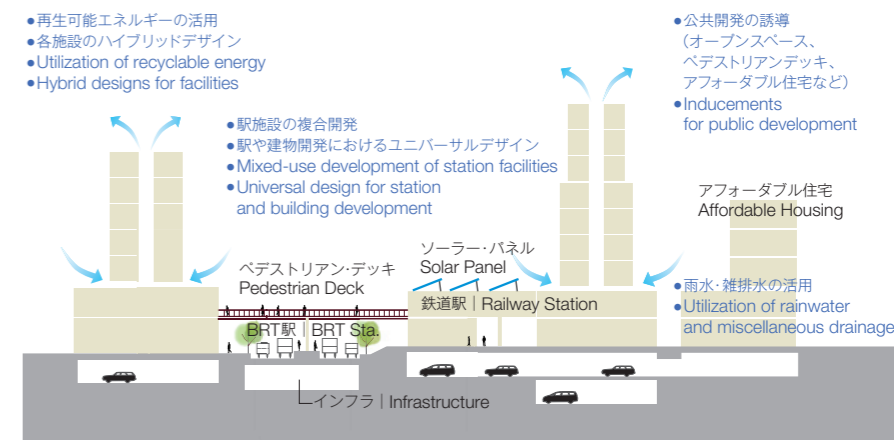 ●再生可能エネルギーの活用
●各施設のハイブリッドデザイン
●Utilization of recyclable energy
●Hybrid designs for facilities
●駅施設の複合開発
●駅や建物開発におけるユニバーサルデザイン
●Mixed-use development of station facilities
●Universal design for station
and building development
●公共開発の誘導
（オープンスペース、
ペデストリアンデッキ、
アフォーダブル住宅など）
●Inducements
for public development
アフォーダブル住宅
Affordable Housing
ペデストリアン・デッキ
Pedestrian Deck
ソーラー・パネル
Solar Panel
鉄道駅｜Railway Station
BRT駅｜BRT Sta.
●雨水・雑排水の活用
●Utilization of rainwater
and miscellaneous drainage
インフラ｜Infrastructure